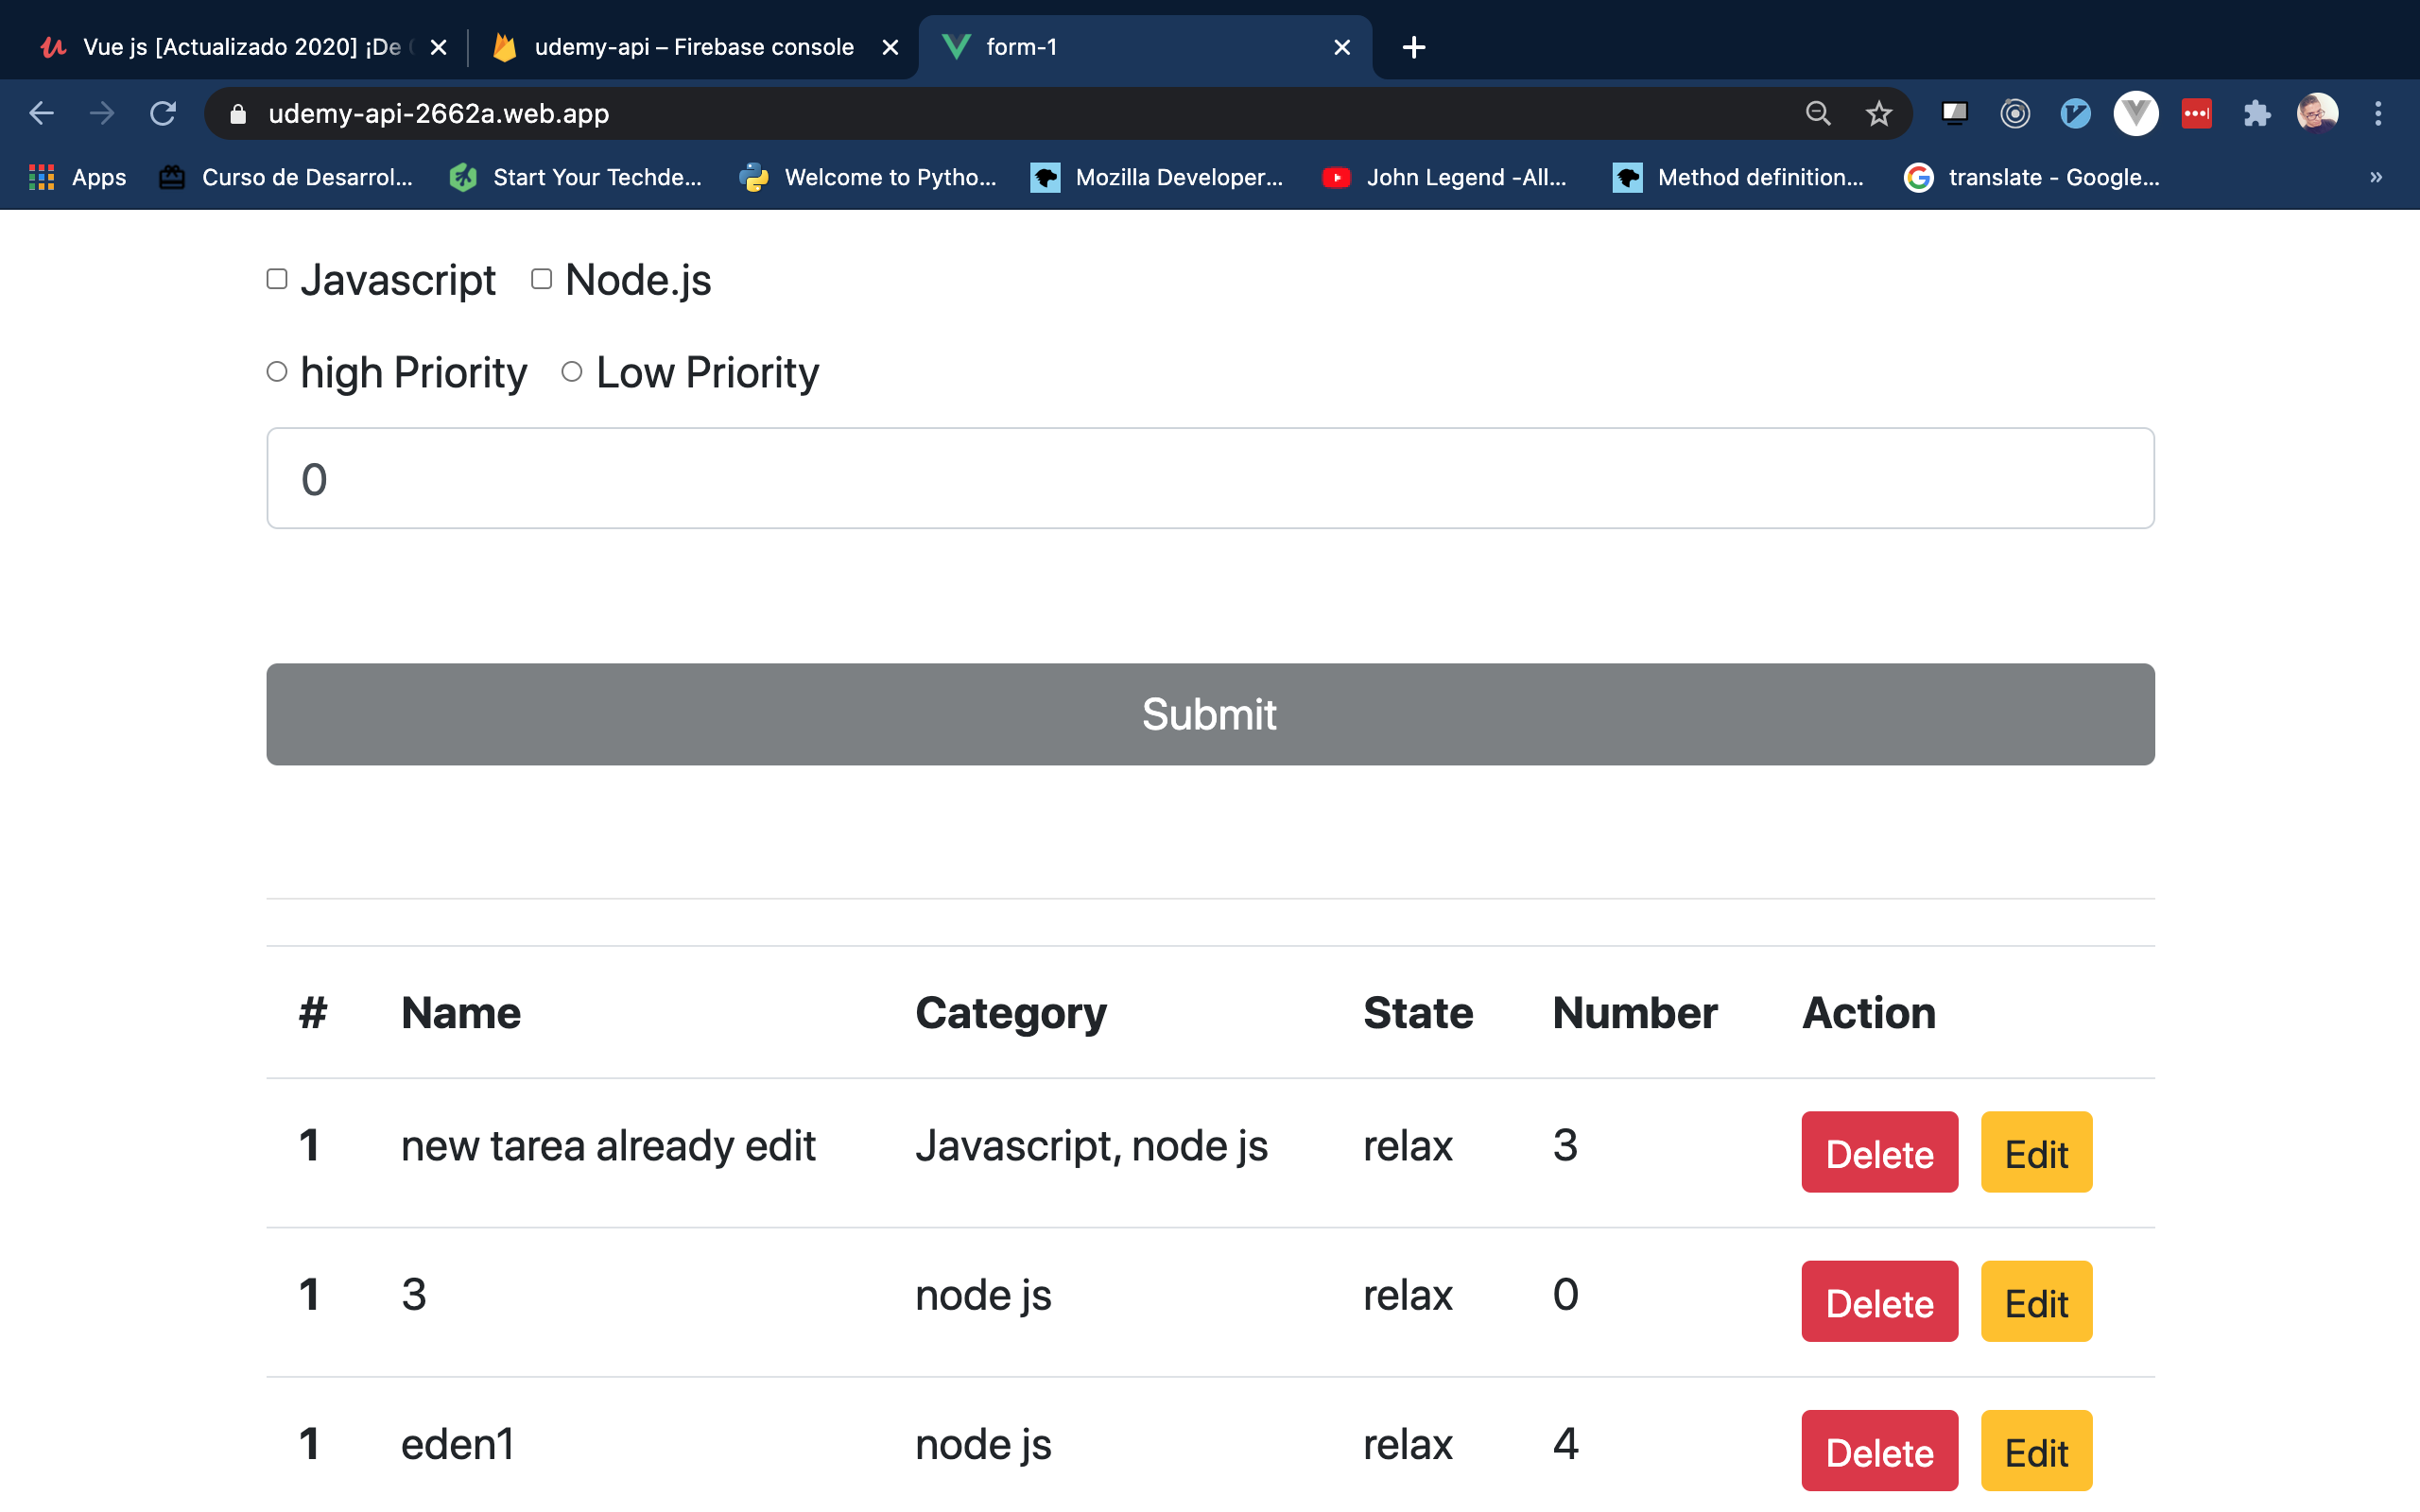 Vue js [Actualizado 2020] ¡De
udemy-api – Firebase console
form-1
udemy-api-2662a.web.app
Apps
Curso de Desarrol...
Start Your Techde...
Welcome to Pytho...
Mozilla Developer...
John Legend -All...
Method definition...
translate - Google...
»
Javascript Node.js
high Priority Low Priority
0
Submit
# Name Category State Number Action
1 new tarea already edit Javascript, node js relax 3 Delete Edit
1 3 node js relax 0 Delete Edit
1 eden1 node js relax 4 Delete Edit